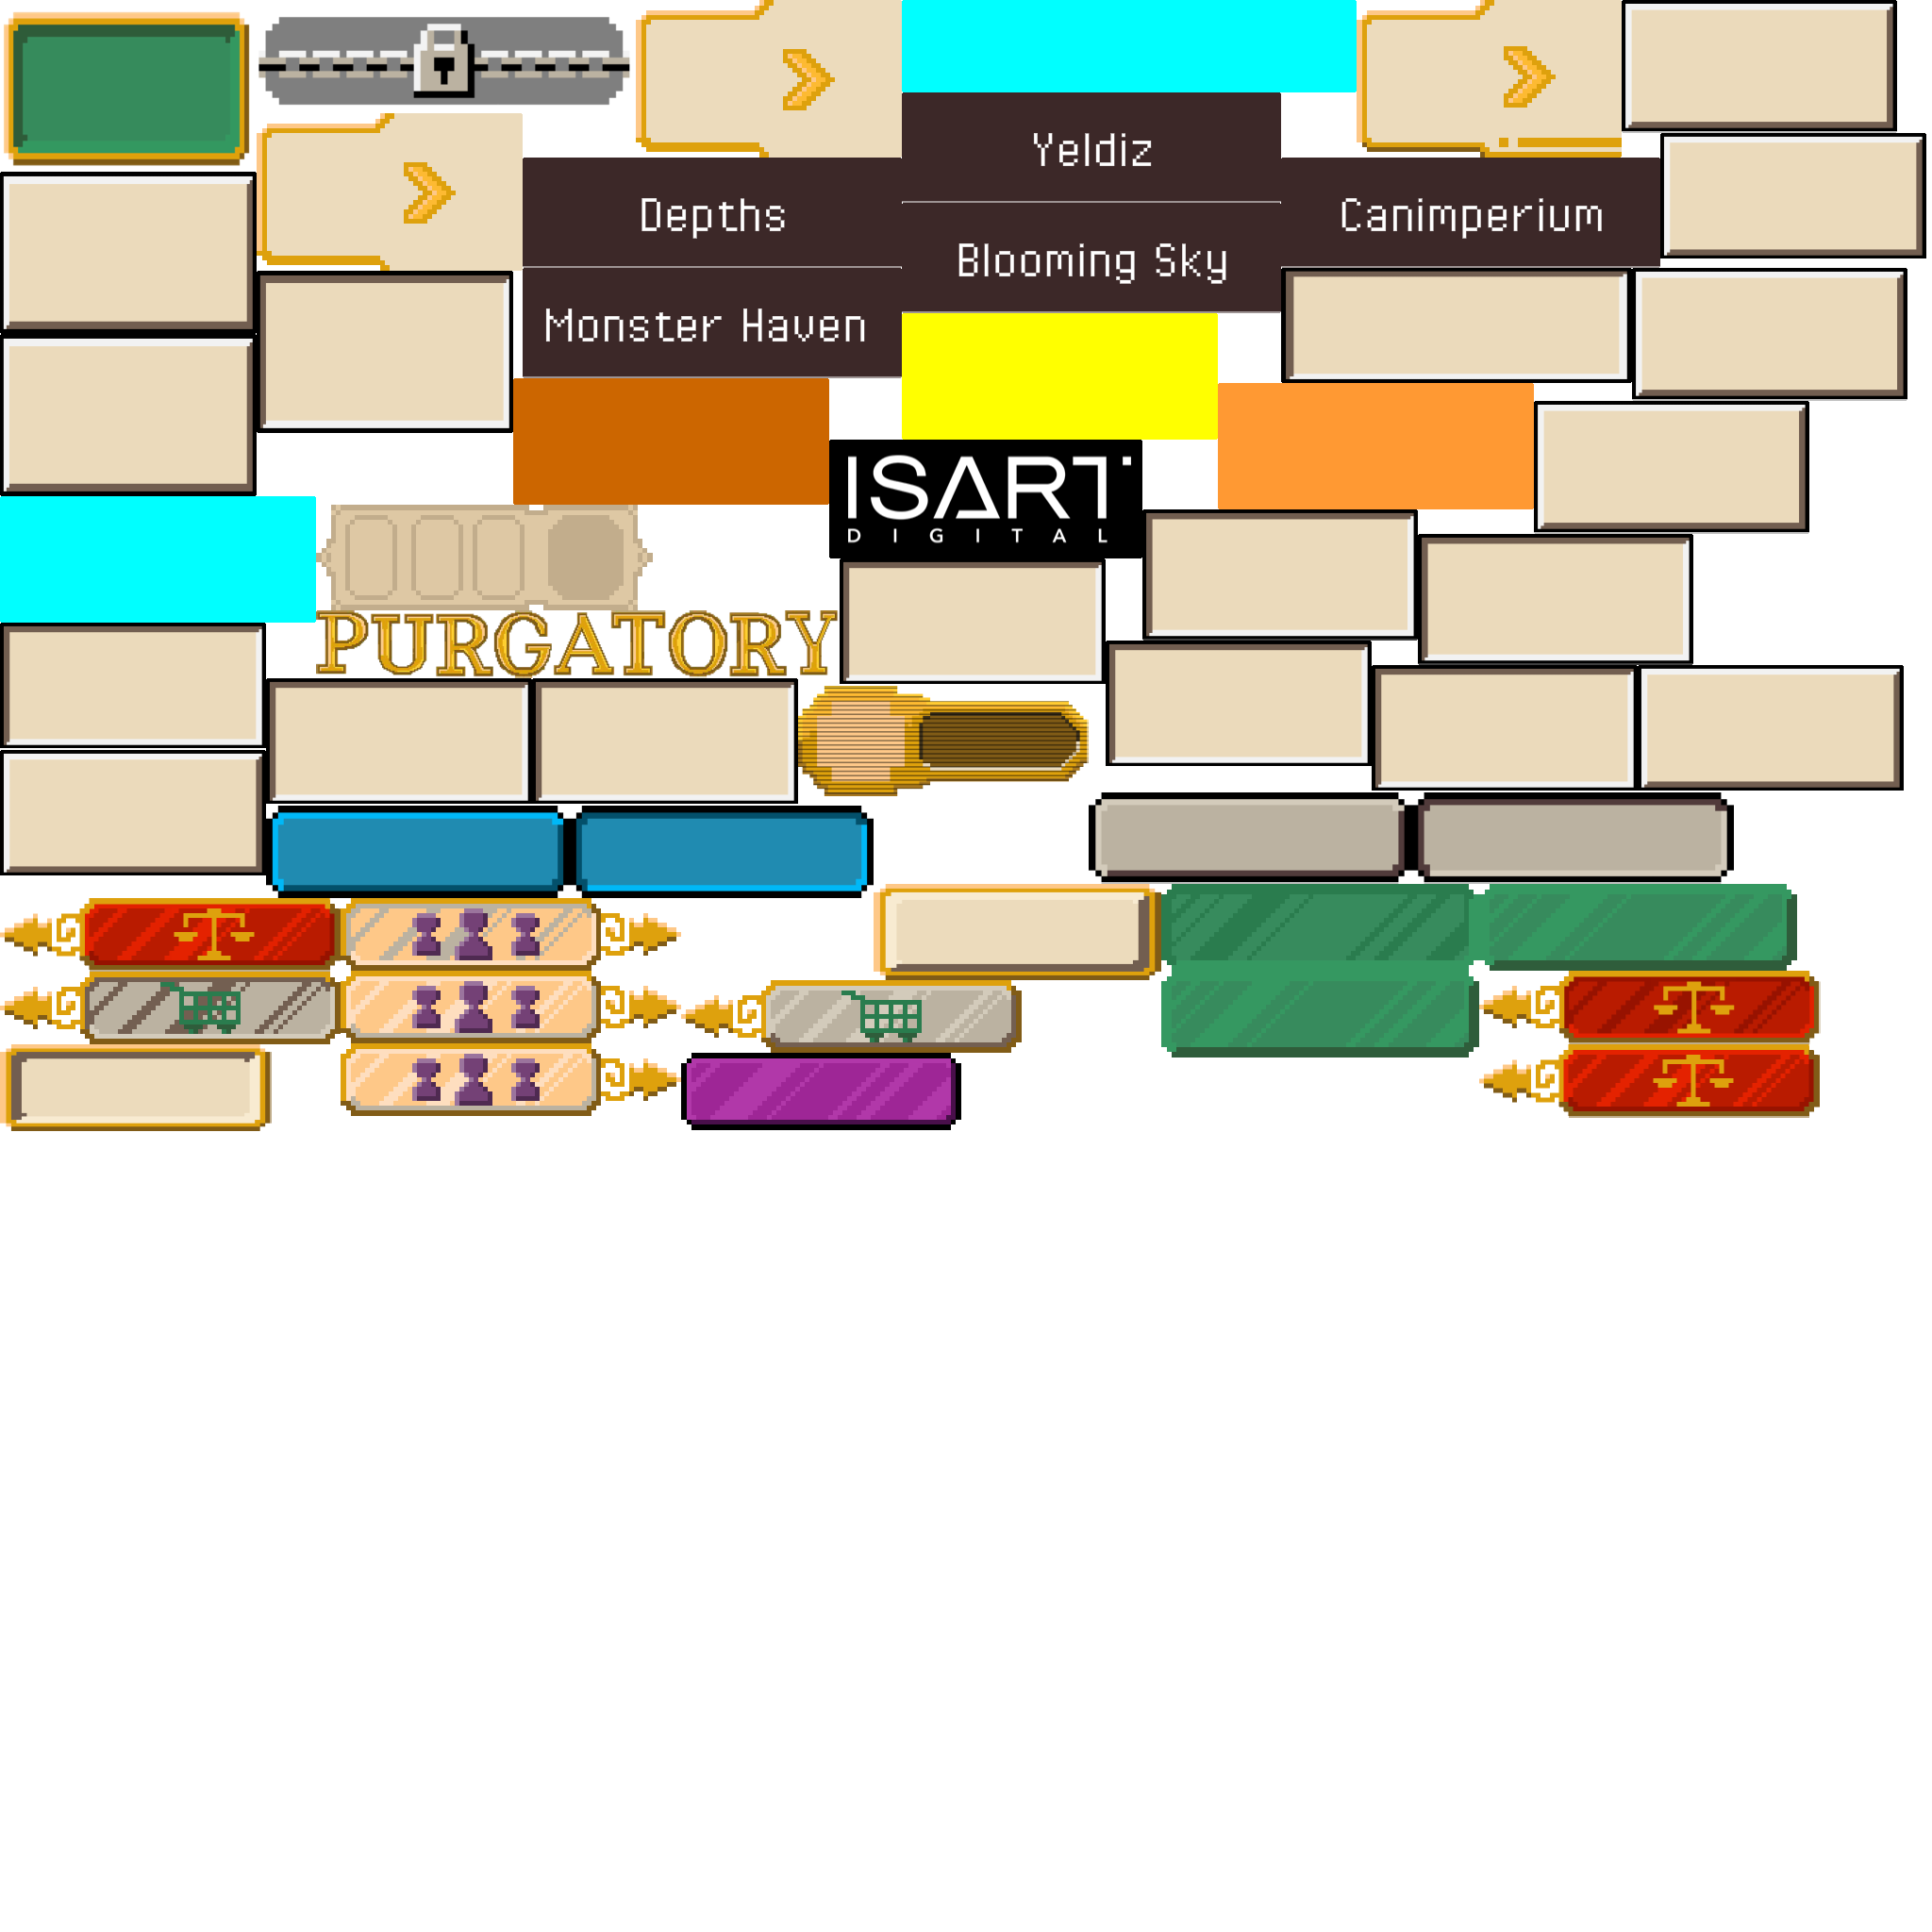 Yeldiz
Depths
Canimperium
Blooming Sky
Monster Haven
ISART
DIGITAL
PURGATORY